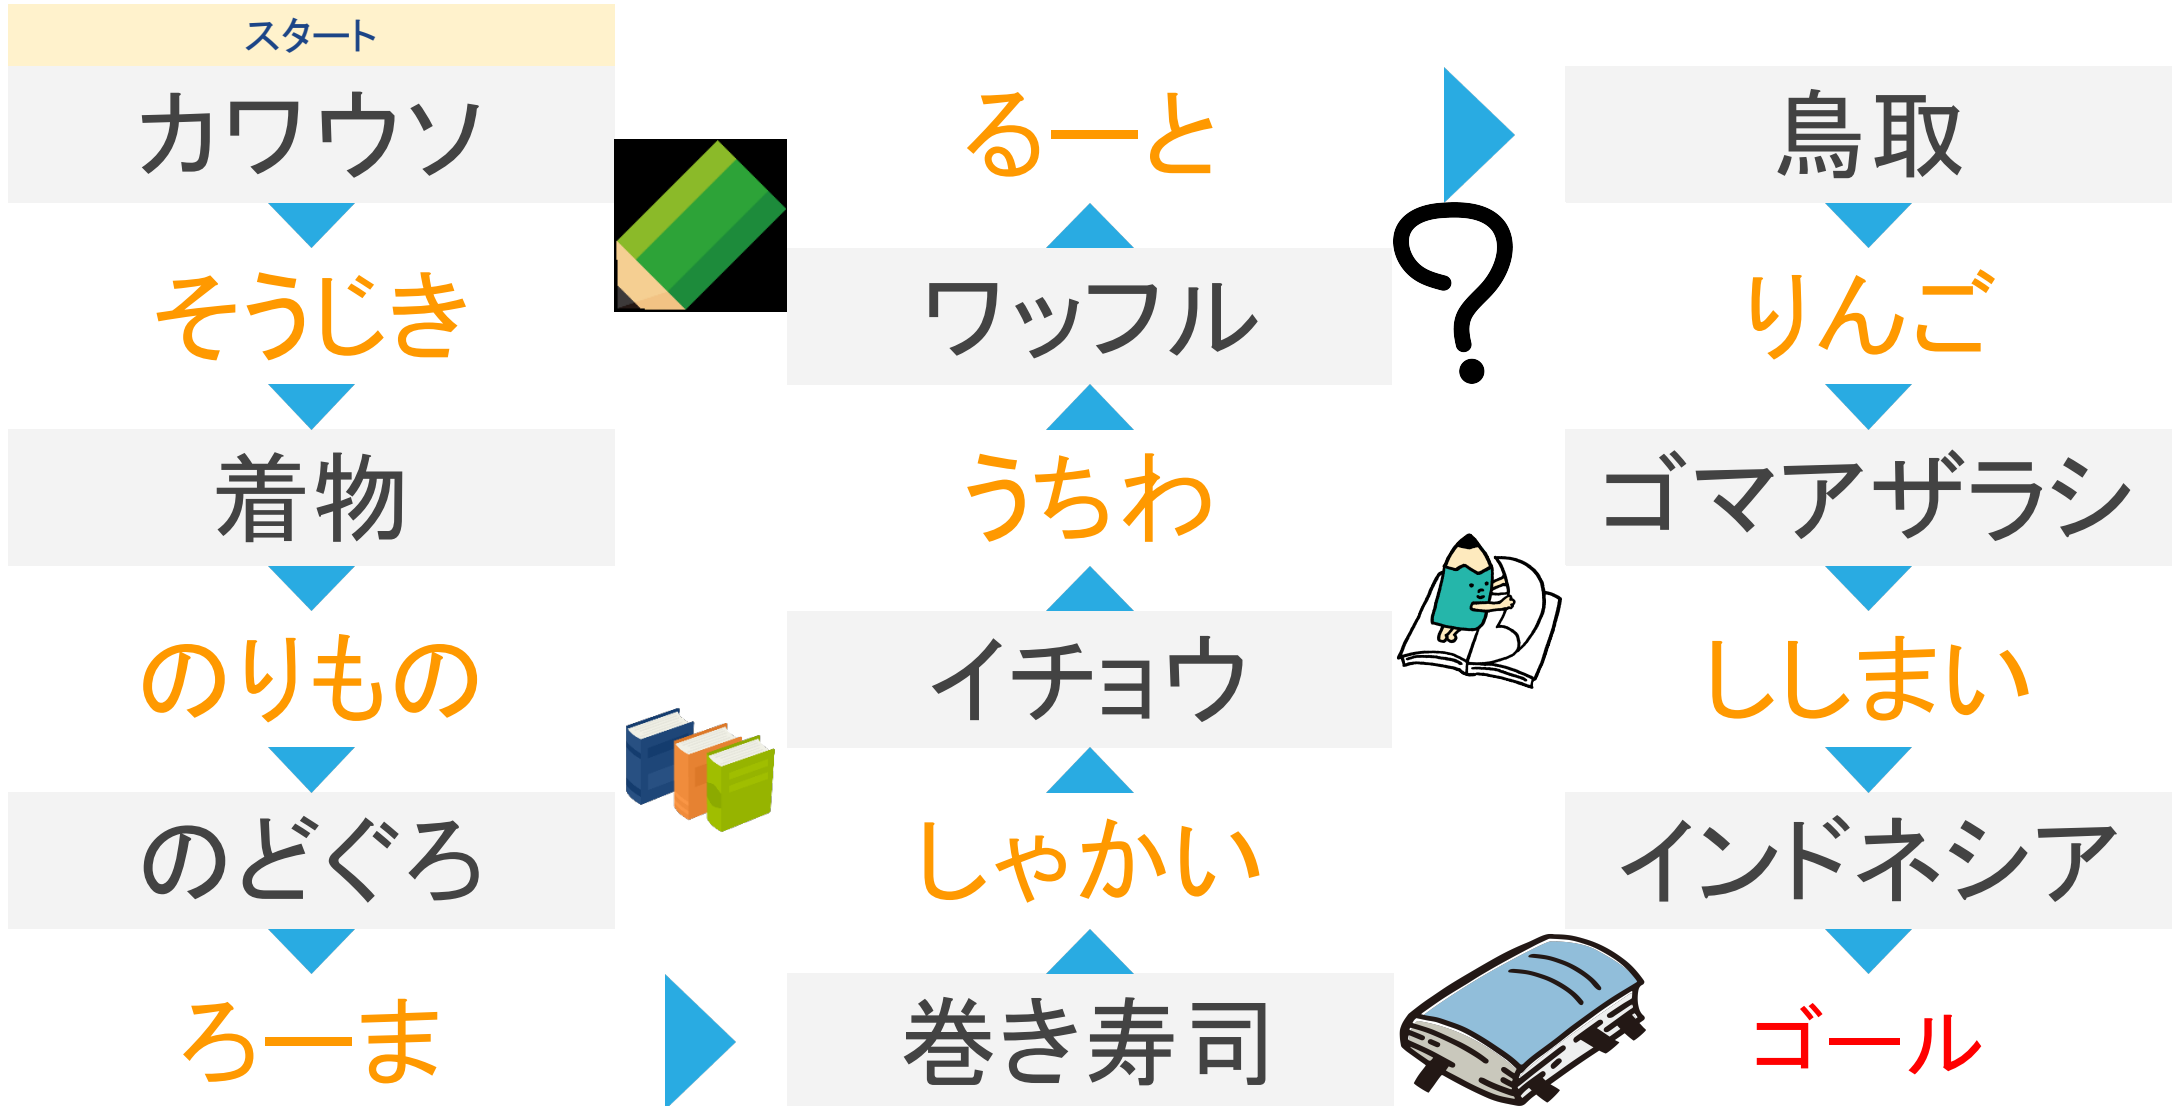 スタート
カワウソ
そうじき
着物
のりもの
のどぐろ
ろーま
巻き寿司
しゃかい
イチョウ
うちわ
ワッフル
るーと
鳥取
りんご
ゴマアザラシ
ししまい
インドネシア
ゴール